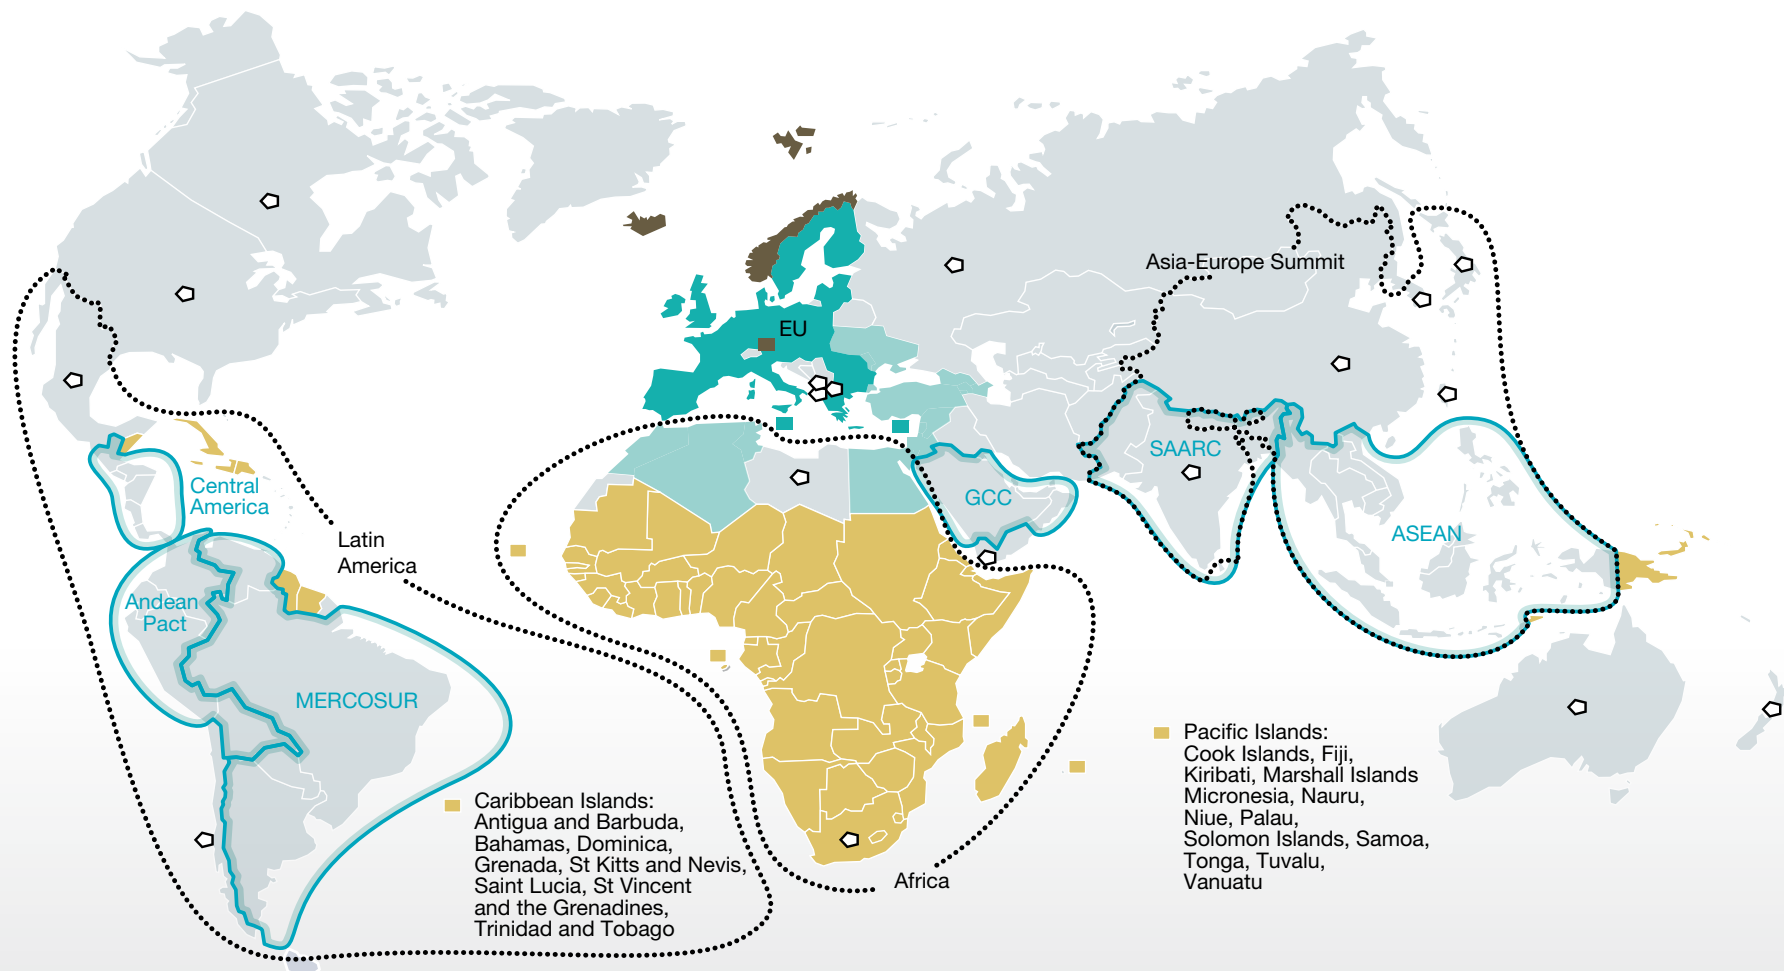 Asia-Europe Summit
EU
SAARC
GCC
Central
America
ASEAN
Latin
America
Andean
Pact
MERCOSUR
Pacific Islands:
Cook Islands, Fiji,
Kiribati, Marshall Islands
Micronesia, Nauru,
Niue, Palau,
Solomon Islands, Samoa,
Tonga, Tuvalu,
Vanuatu
Caribbean Islands:
Antigua and Barbuda,
Bahamas, Dominica,
Grenada, St Kitts and Nevis,
Saint Lucia, St Vincent
and the Grenadines,
Trinidad and Tobago
Africa